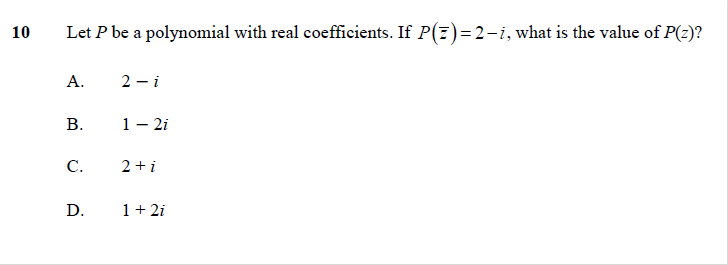 10 Let P be a polynomial with real coefficients. If P(z̅) = 2 − i, what is the value of P(z)?
A. 2 − i
B. 1 − 2i
C. 2 + i
D. 1 + 2i